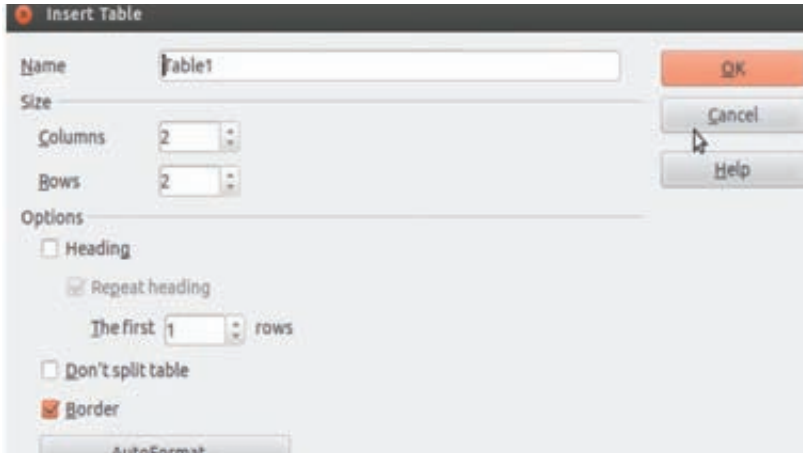 Insert Table
Name Table1 OK
Size
Cancel
Columns 2
Help
Rows 2
Options
Heading
Repeat heading
The first 1 rows
Don't split table
Border
AutoFormat